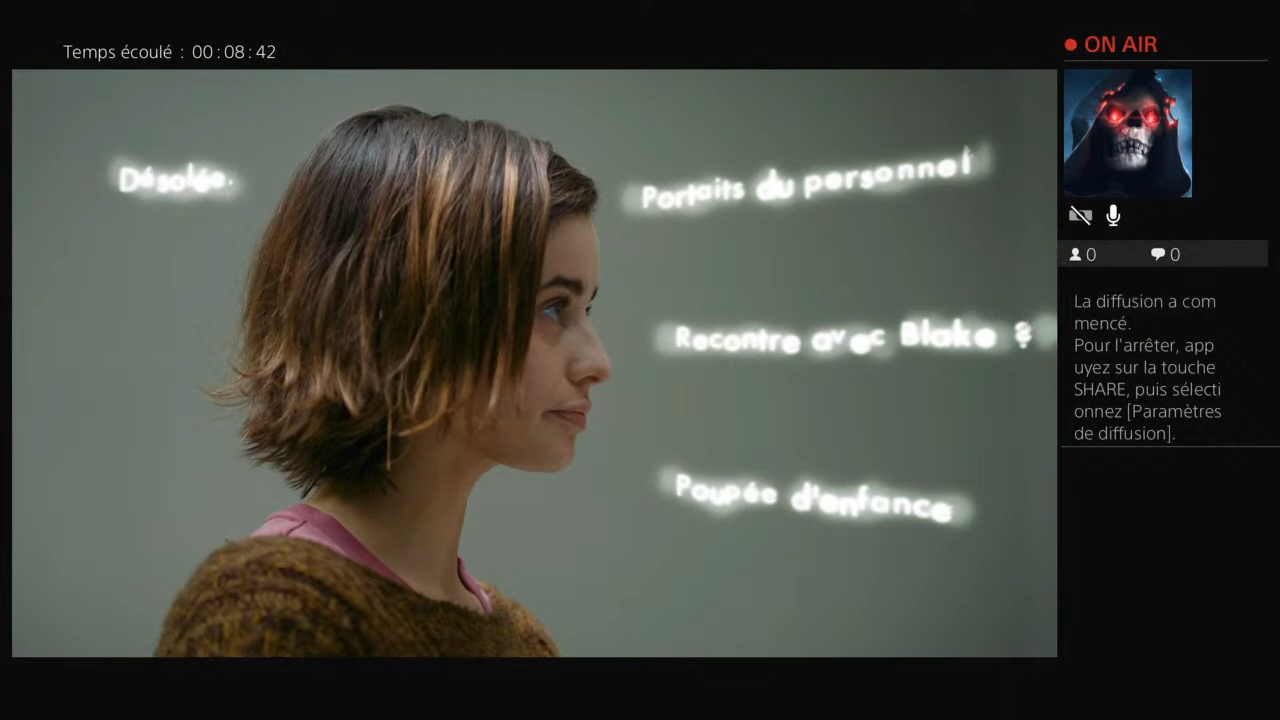 Temps écoulé : 00:08:42
ON AIR
Désolée.
Portaits du personnel
Recontre avec Blake ?
Poupée d'enfance
0
0
La diffusion a com
mencé.
Pour l'arrêter, app
uyez sur la touche
SHARE, puis sélecti
onnez [Paramètres
de diffusion].